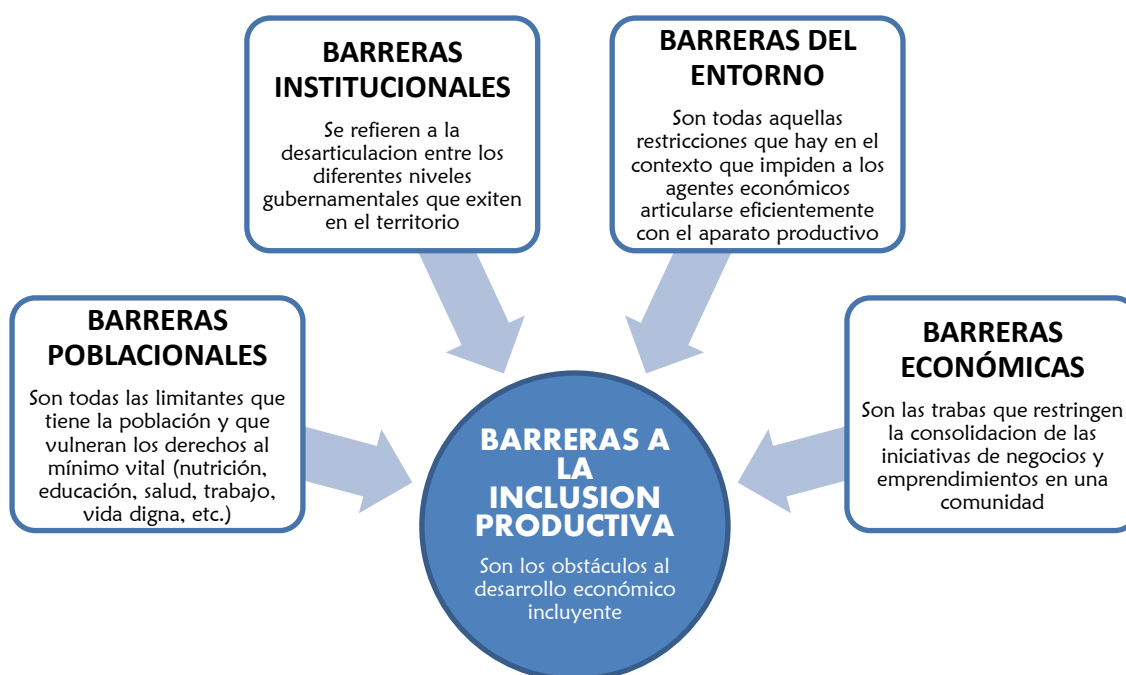 BARRERAS
INSTITUCIONALES
Se refieren a la
desarticulacion entre los
diferentes niveles
gubernamentales que exiten
en el territorio
BARRERAS DEL
ENTORNO
Son todas aquellas
restricciones que hay en el
contexto que impiden a los
agentes económicos
articularse eficientemente
con el aparato productivo
BARRERAS
POBLACIONALES
Son todas las limitantes que
tiene la población y que
vulneran los derechos al
mínimo vital (nutrición,
educación, salud, trabajo,
vida digna, etc.)
BARRERAS
ECONÓMICAS
Son las trabas que restringen
la consolidacion de las
iniciativas de negocios y
emprendimientos en una
comunidad
BARRERAS A
LA
INCLUSION
PRODUCTIVA
Son los obstáculos al
desarrollo económico
incluyente